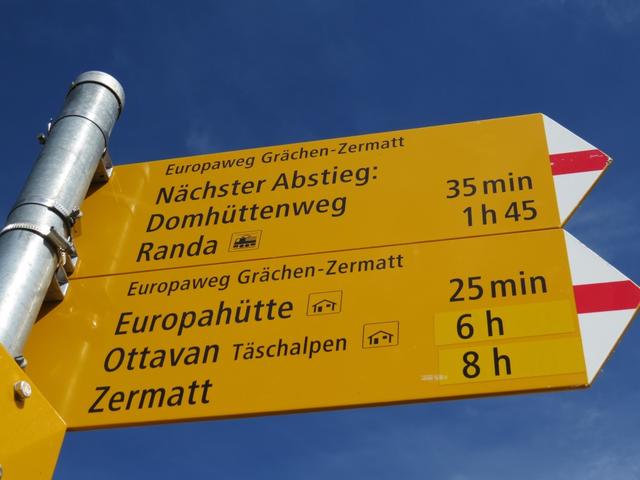 Europaweg Grächen-Zermatt
Nächster Abstieg:
Domhüttenweg 35 min
Randa 1 h 45
Europaweg Grächen-Zermatt
Europahütte 25 min
Ottavan Täschalpen 6 h
Zermatt 8 h